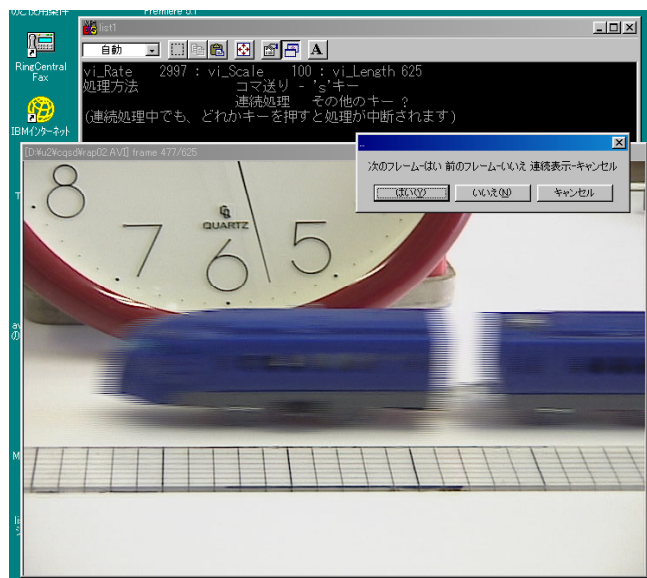 Premiere 5.1
list1
自動
A
RingCentral
Fax
vi_Rate 2997 : vi_Scale 100 : vi_Length 625
処理方法 コマ送り - 's'キー
連続処理 その他のキー ?
(連続処理中でも、どれかキーを押すと処理が中断されます)
IBMインターネット
[D:¥u2¥cqsd¥rap02.AVI] frame 477/625
次のフレーム-はい 前のフレーム-いいえ 連続表示-キャンセル
はい(Y) いいえ(N) キャンセル
8
7
6
5
QUARTZ